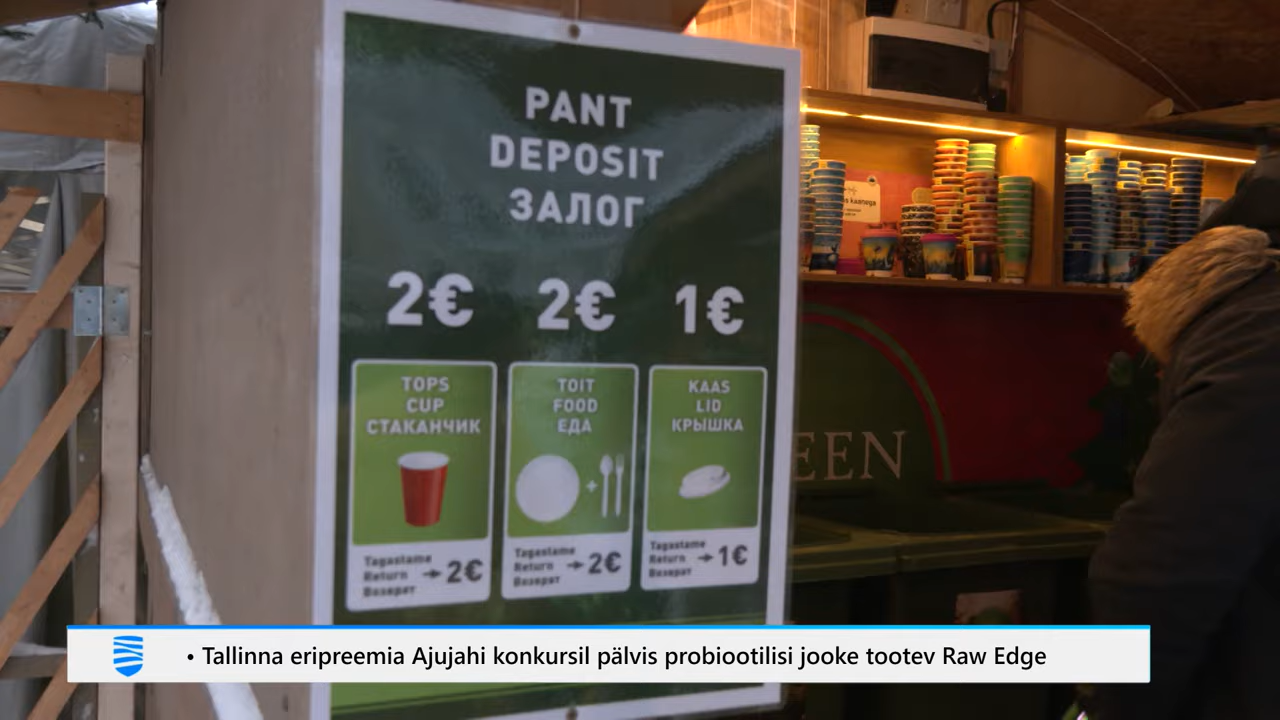 PANT
DEPOSIT
ЗАЛОГ
2€ 2€ 1€
TOPS
CUP
СТАКАНЧИК
Tagastame
Return
Возврат
→ 2€
TOIT
FOOD
ЕДА
+
Tagastame
Return
Возврат
→ 2€
KAAS
LID
КРЫШКА
Tagastame
Return
Возврат
→ 1€
EEN
• Tallinna eripreemia Ajujahi konkursil pälvis probiootilisi jooke tootev Raw Edge